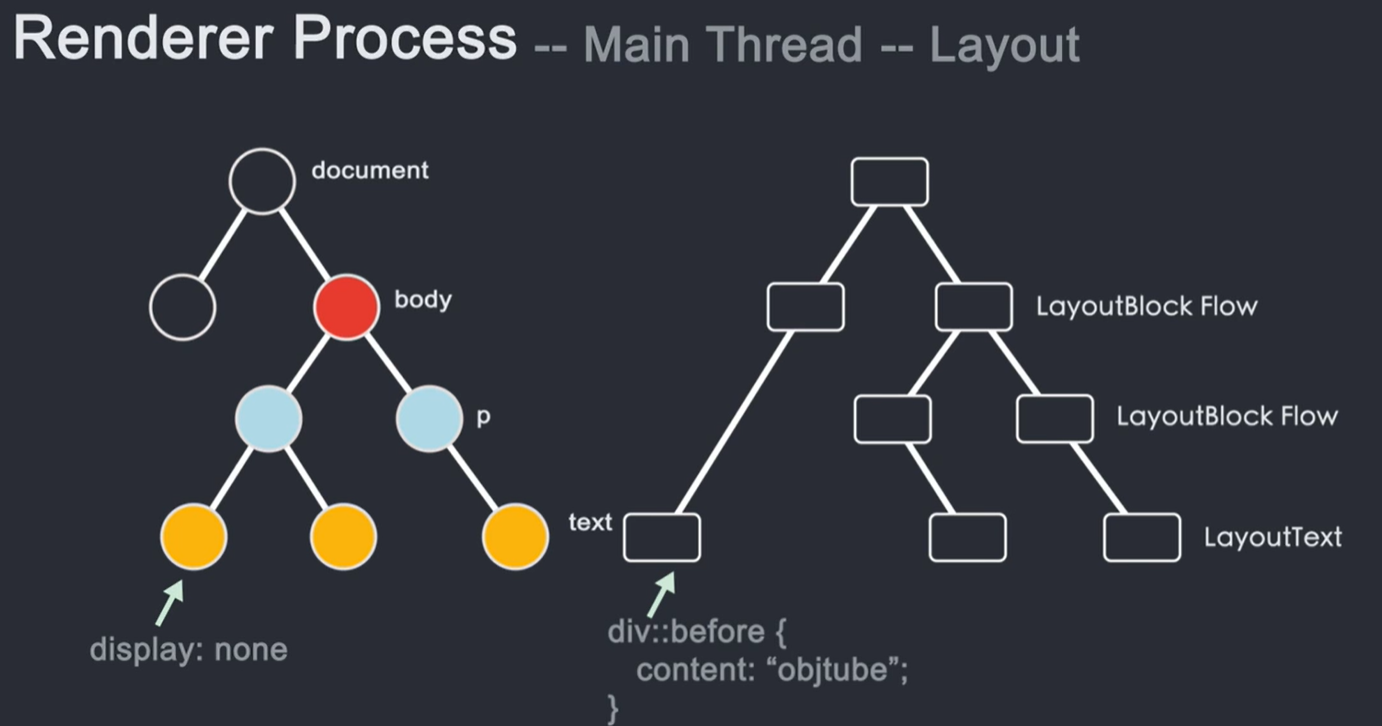 Renderer Process -- Main Thread -- Layout
document
body
p
text
display: none
LayoutBlock Flow
LayoutBlock Flow
LayoutText
div::before {
content: “objtube”;
}